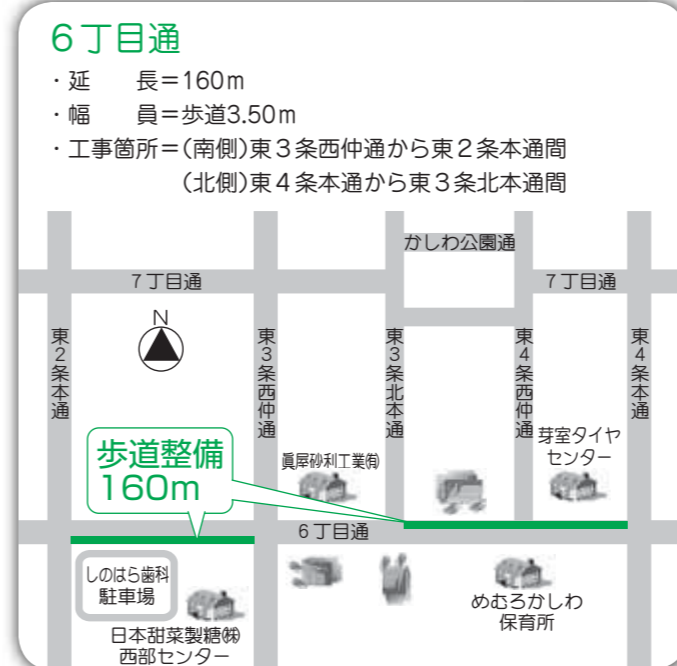 6丁目通
・延　　長＝160m
・幅　　員＝歩道3.50m
・工事箇所＝(南側)東3条西仲通から東2条本通間
(北側)東4条本通から東3条北本通間
かしわ公園通
7丁目通
7丁目通
N
東2条本通
東3条西仲通
東3条北本通
東4条西仲通
東4条本通
芽室タイヤ
センター
歩道整備
160m
眞屋砂利工業㈲
6丁目通
しのはら歯科
駐車場
日本甜菜製糖㈱
西部センター
めむろかしわ
保育所